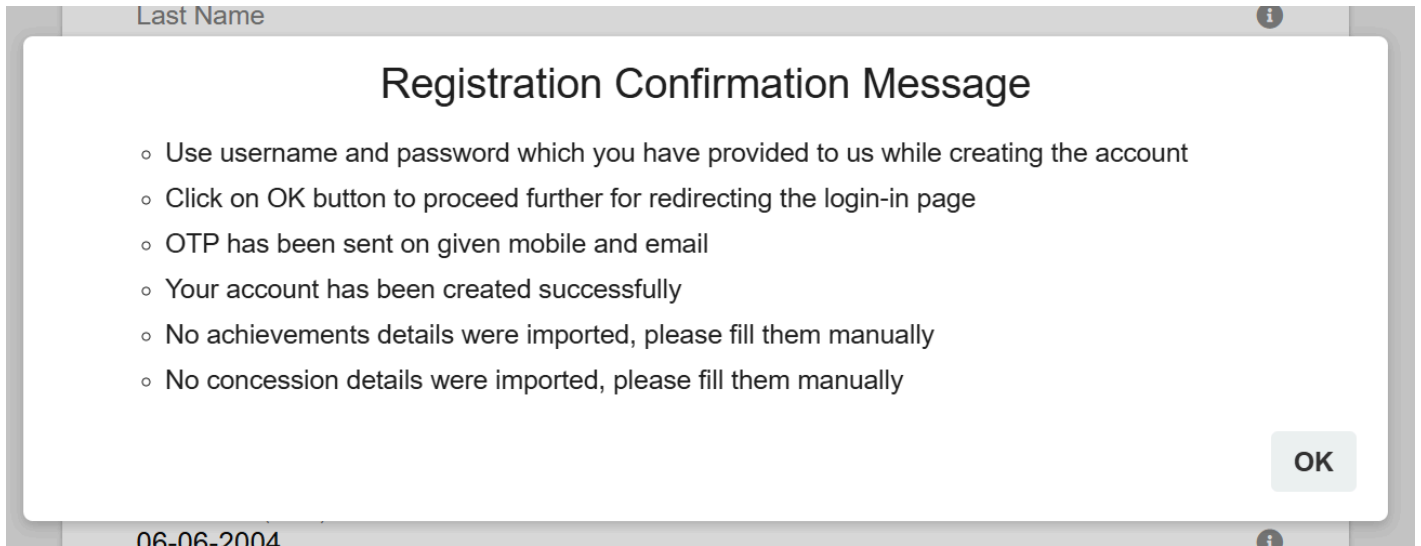 Last Name
Registration Confirmation Message
Use username and password which you have provided to us while creating the account
Click on OK button to proceed further for redirecting the login-in page
OTP has been sent on given mobile and email
Your account has been created successfully
No achievements details were imported, please fill them manually
No concession details were imported, please fill them manually
OK
06-06-2004